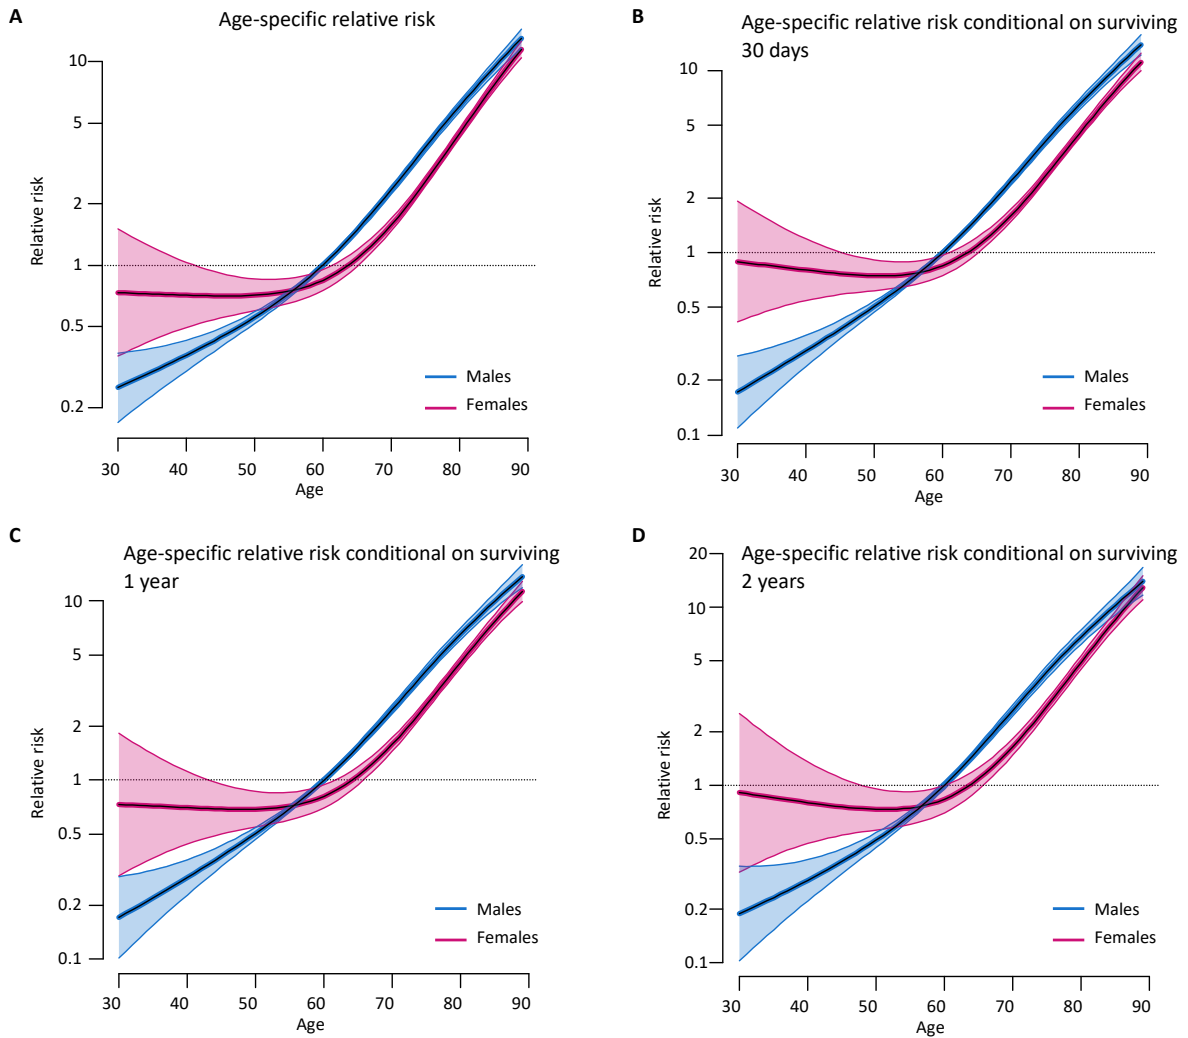 A
Age-specific relative risk
10
5
2
1
0.5
0.2
Relative risk
Males
Females
30 40 50 60 70 80 90
Age
B
Age-specific relative risk conditional on surviving
30 days
10
5
2
1
0.5
0.2
0.1
Relative risk
Males
Females
30 40 50 60 70 80 90
Age
C
Age-specific relative risk conditional on surviving
1 year
10
5
2
1
0.5
0.2
0.1
Relative risk
Males
Females
30 40 50 60 70 80 90
Age
D
Age-specific relative risk conditional on surviving
2 years
20
10
5
2
1
0.5
0.2
0.1
Relative risk
Males
Females
30 40 50 60 70 80 90
Age